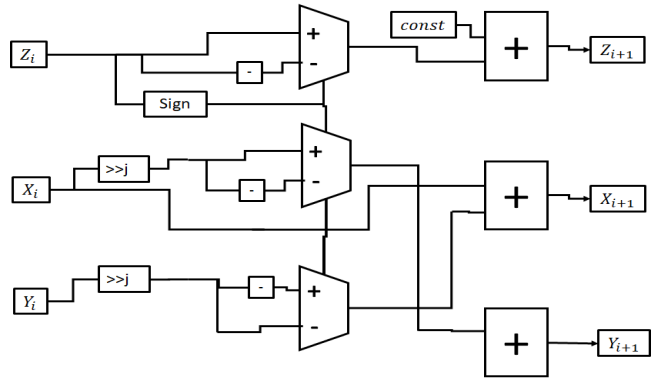 const
+
+
Z_{i+1}
Z_i
-
-
Sign
+
>>j
X_i
-
-
+
X_{i+1}
>>j
-
+
Y_i
-
+
Y_{i+1}